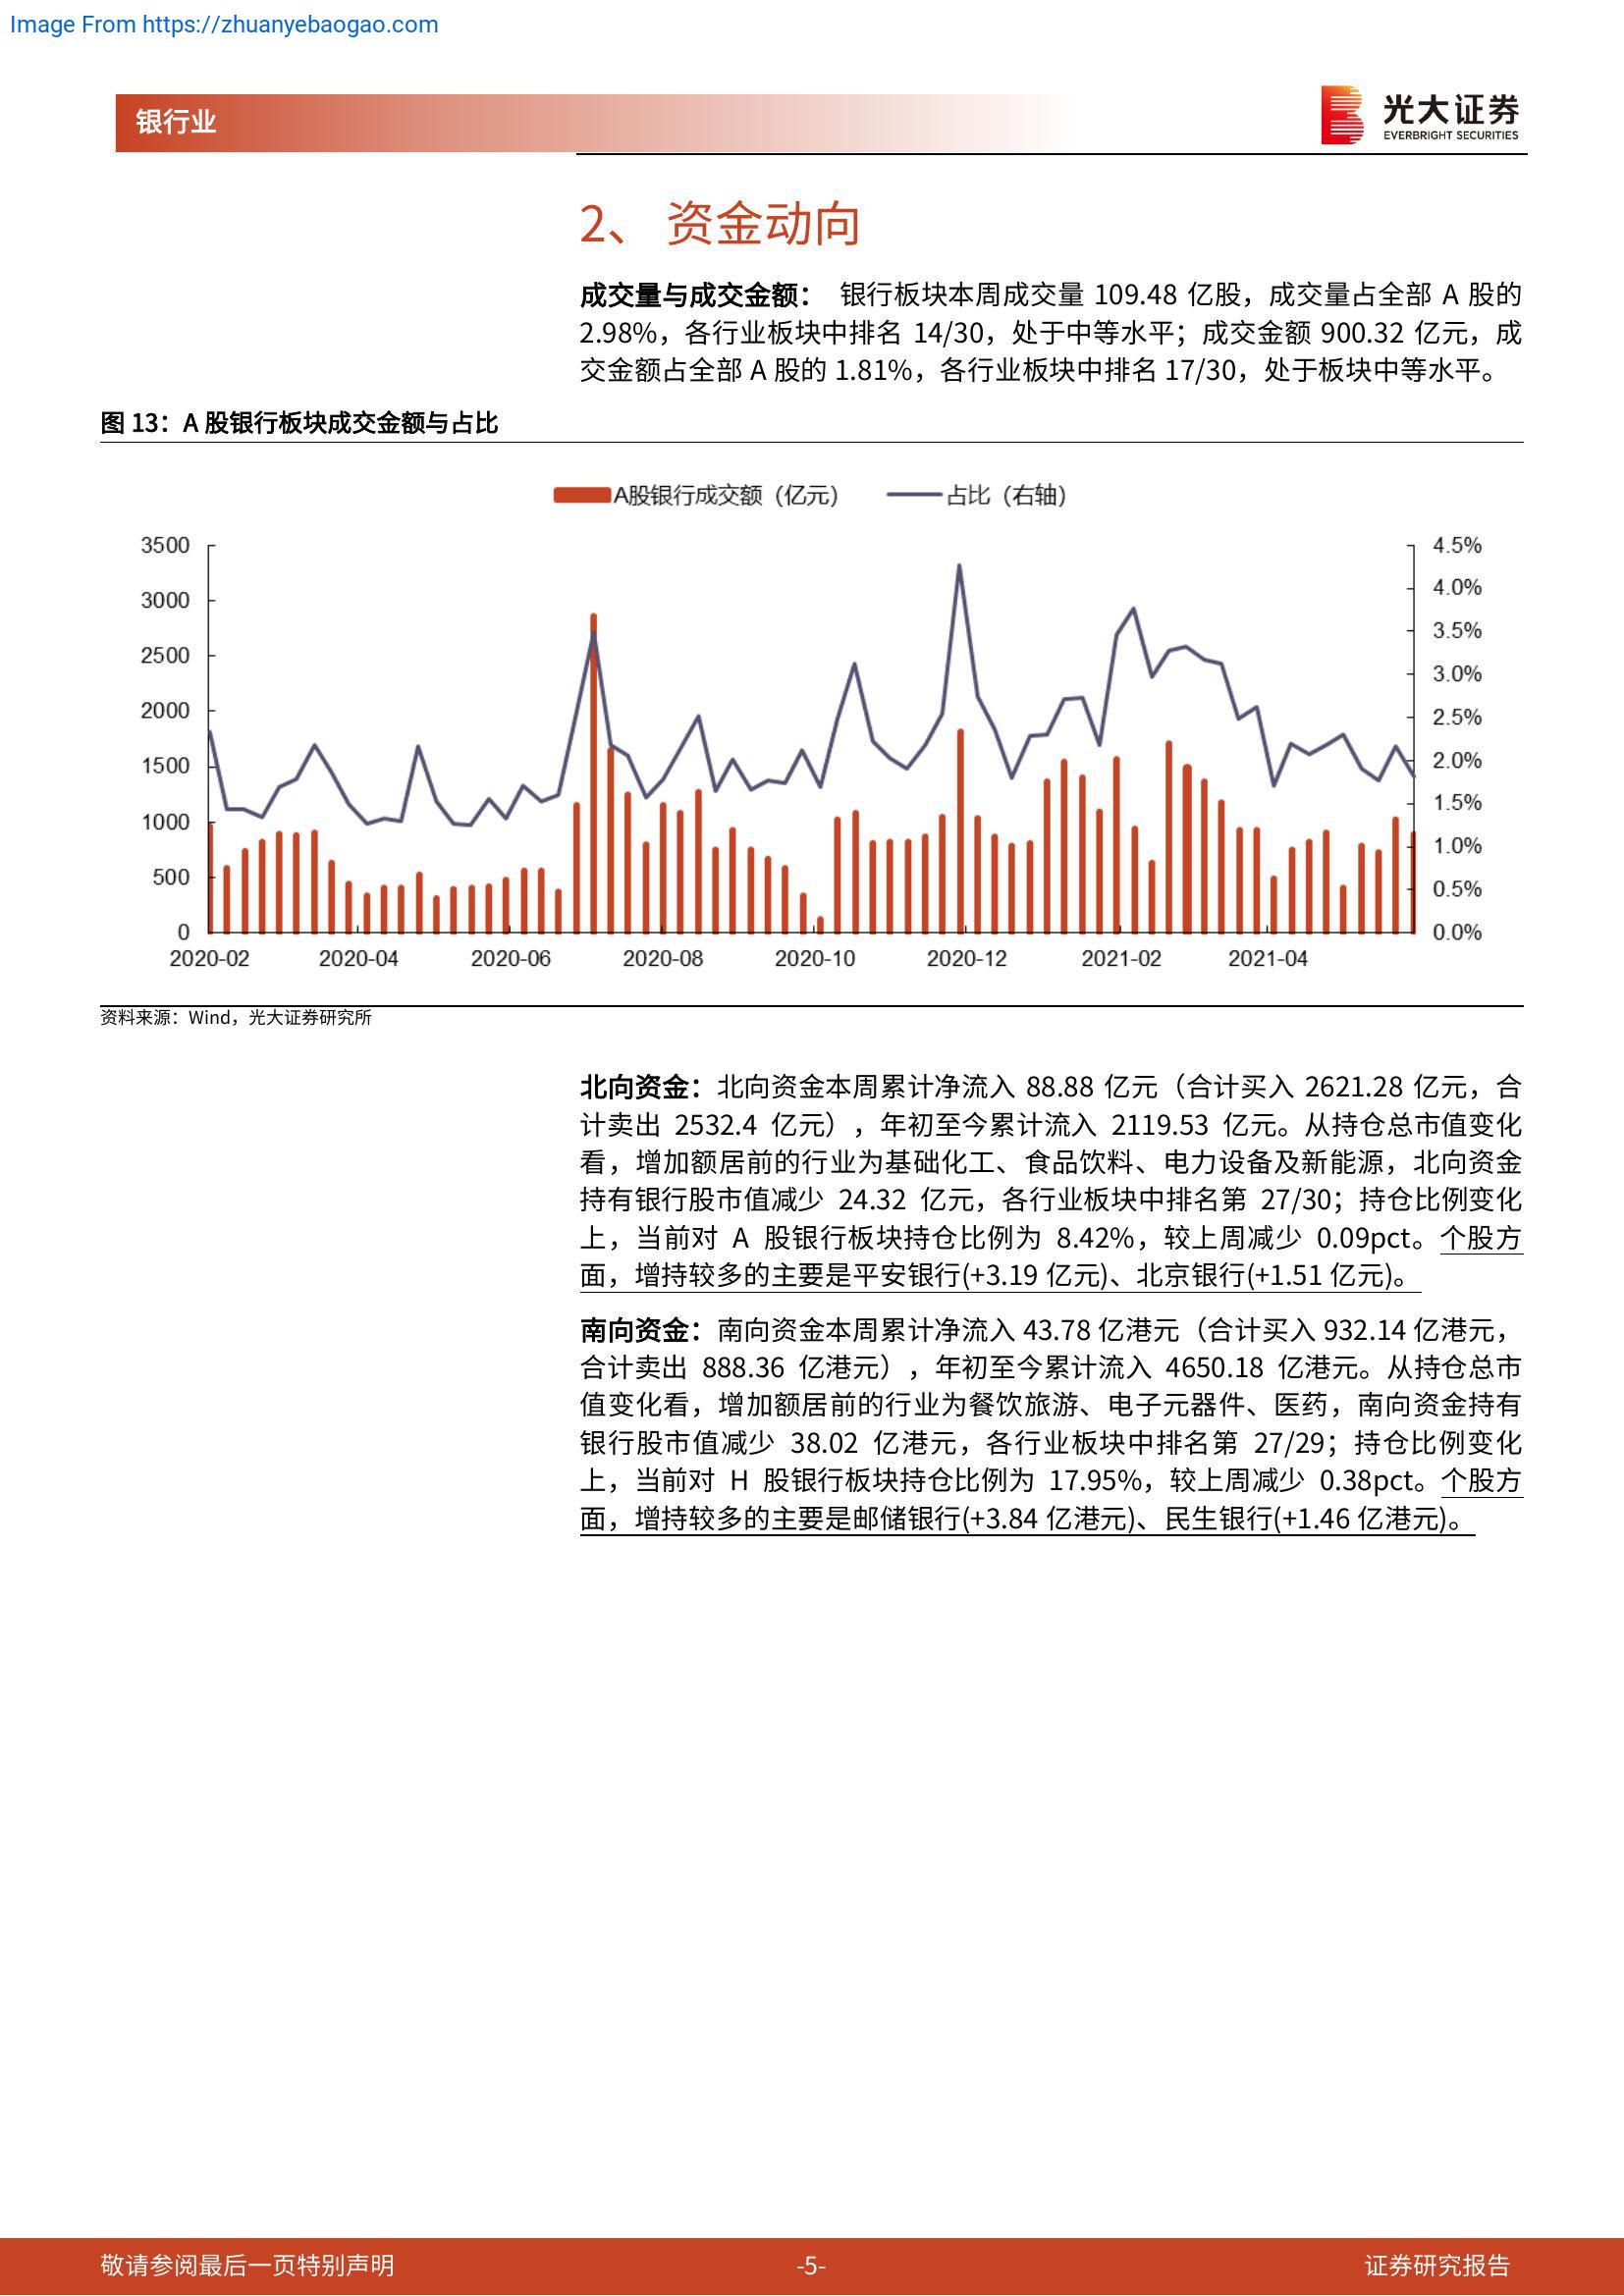 Image From https://zhuanyebaogao.com
银行业
光大证券
EVERBRIGHT SECURITIES
2、 资金动向
成交量与成交金额： 银行板块本周成交量 109.48 亿股，成交量占全部 A 股的
2.98%，各行业板块中排名 14/30，处于中等水平；成交金额 900.32 亿元，成
交金额占全部 A 股的 1.81%，各行业板块中排名 17/30，处于板块中等水平。
图 13：A 股银行板块成交金额与占比
A股银行成交额（亿元） 占比（右轴）
3500 4.5%
3000 4.0%
2500 3.5%
2000 3.0%
1500 2.5%
1000 2.0%
500 1.5%
0 1.0%
0.5%
0.0%
2020-02 2020-04 2020-06 2020-08 2020-10 2020-12 2021-02 2021-04
资料来源：Wind，光大证券研究所
北向资金：北向资金本周累计净流入 88.88 亿元（合计买入 2621.28 亿元，合
计卖出 2532.4 亿元），年初至今累计流入 2119.53 亿元。从持仓总市值变化
看，增加额居前的行业为基础化工、食品饮料、电力设备及新能源，北向资金
持有银行股市值减少 24.32 亿元，各行业板块中排名第 27/30；持仓比例变化
上，当前对 A 股银行板块持仓比例为 8.42%，较上周减少 0.09pct。个股方
面，增持较多的主要是平安银行(+3.19 亿元)、北京银行(+1.51 亿元)。
南向资金：南向资金本周累计净流入 43.78 亿港元（合计买入 932.14 亿港元，
合计卖出 888.36 亿港元），年初至今累计流入 4650.18 亿港元。从持仓总市
值变化看，增加额居前的行业为餐饮旅游、电子元器件、医药，南向资金持有
银行股市值减少 38.02 亿港元，各行业板块中排名第 27/29；持仓比例变化
上，当前对 H 股银行板块持仓比例为 17.95%，较上周减少 0.38pct。个股方
面，增持较多的主要是邮储银行(+3.84 亿港元)、民生银行(+1.46 亿港元)。
敬请参阅最后一页特别声明 -5- 证券研究报告